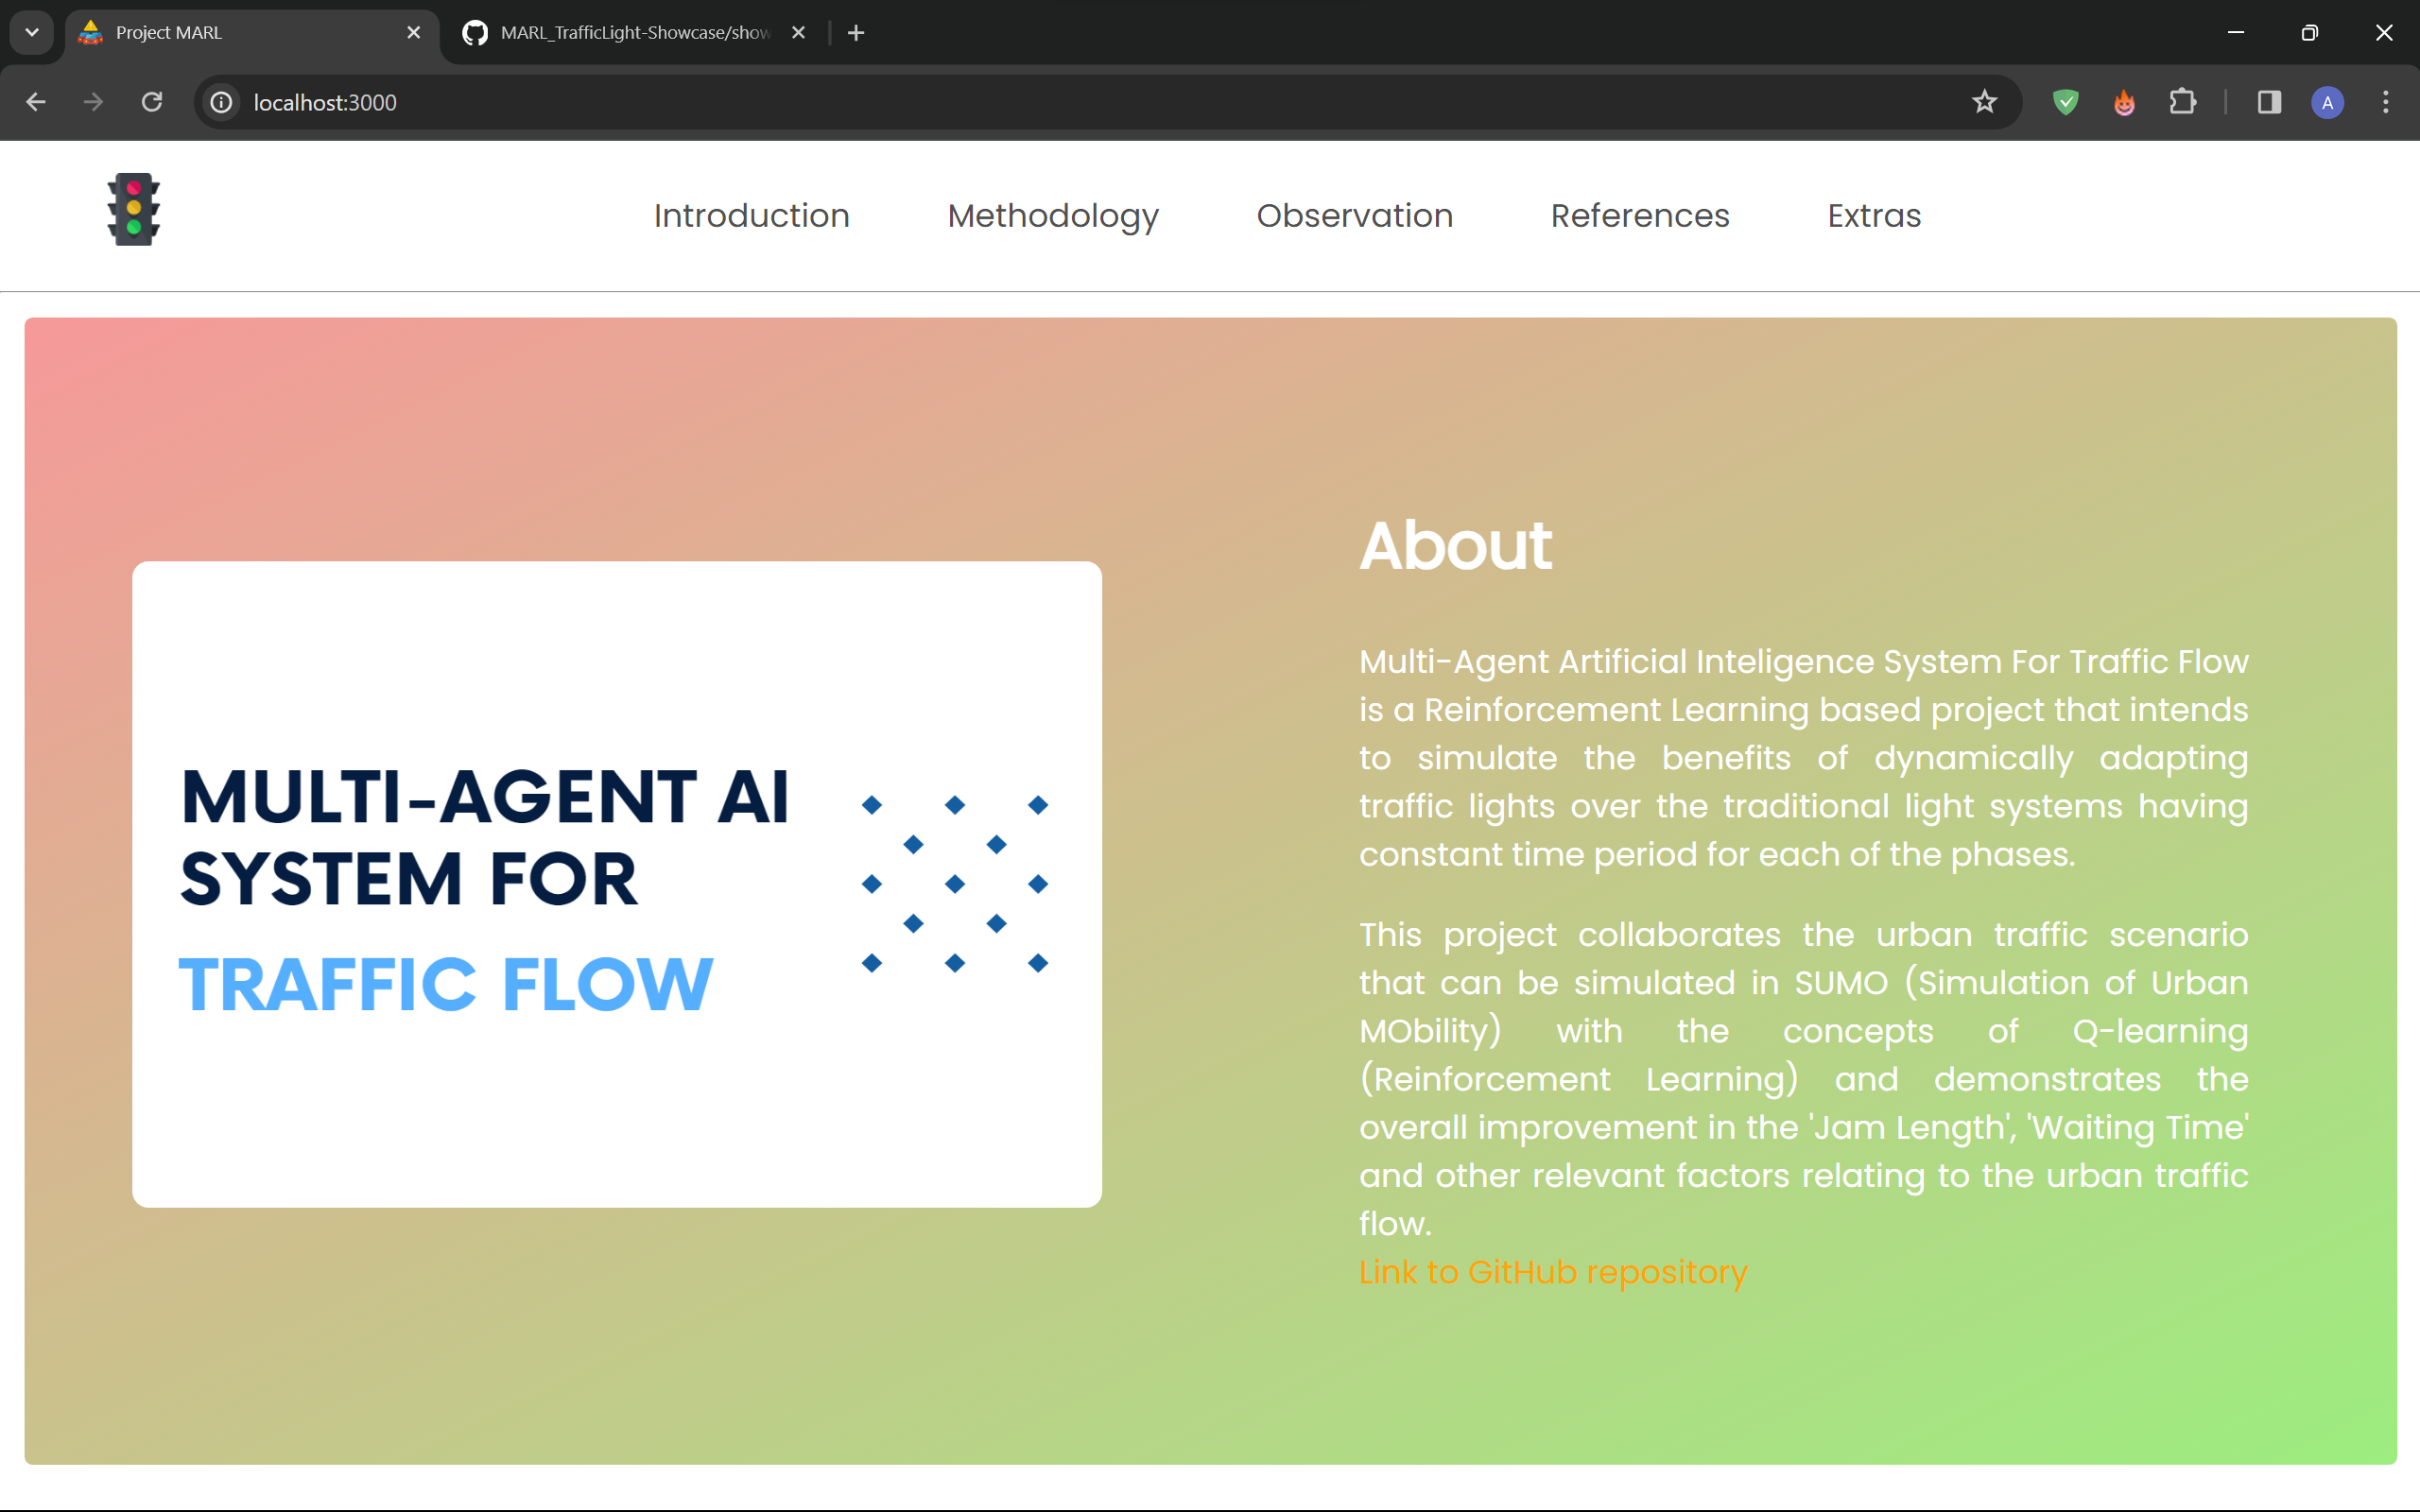 Project MARL
MARL_TrafficLight-Showcase/show
localhost:3000
A
Introduction Methodology Observation References Extras
MULTI-AGENT AI
SYSTEM FOR
TRAFFIC FLOW
About
Multi-Agent Artificial Inteligence System For Traffic Flow
is a Reinforcement Learning based project that intends
to simulate the benefits of dynamically adapting
traffic lights over the traditional light systems having
constant time period for each of the phases.
This project collaborates the urban traffic scenario
that can be simulated in SUMO (Simulation of Urban
MObility) with the concepts of Q-learning
(Reinforcement Learning) and demonstrates the
overall improvement in the 'Jam Length', 'Waiting Time'
and other relevant factors relating to the urban traffic
flow.
Link to GitHub repository